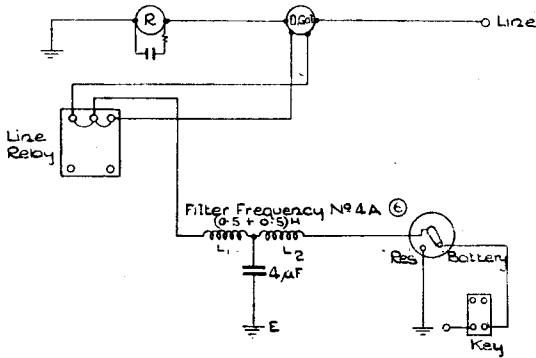 R
D.Gal
Line
Line
Relay
Filter Frequency Nº 4A (t)
(0.5 + 0.5)H
L₁
L₂
4μF
Res
Battery
E
Key